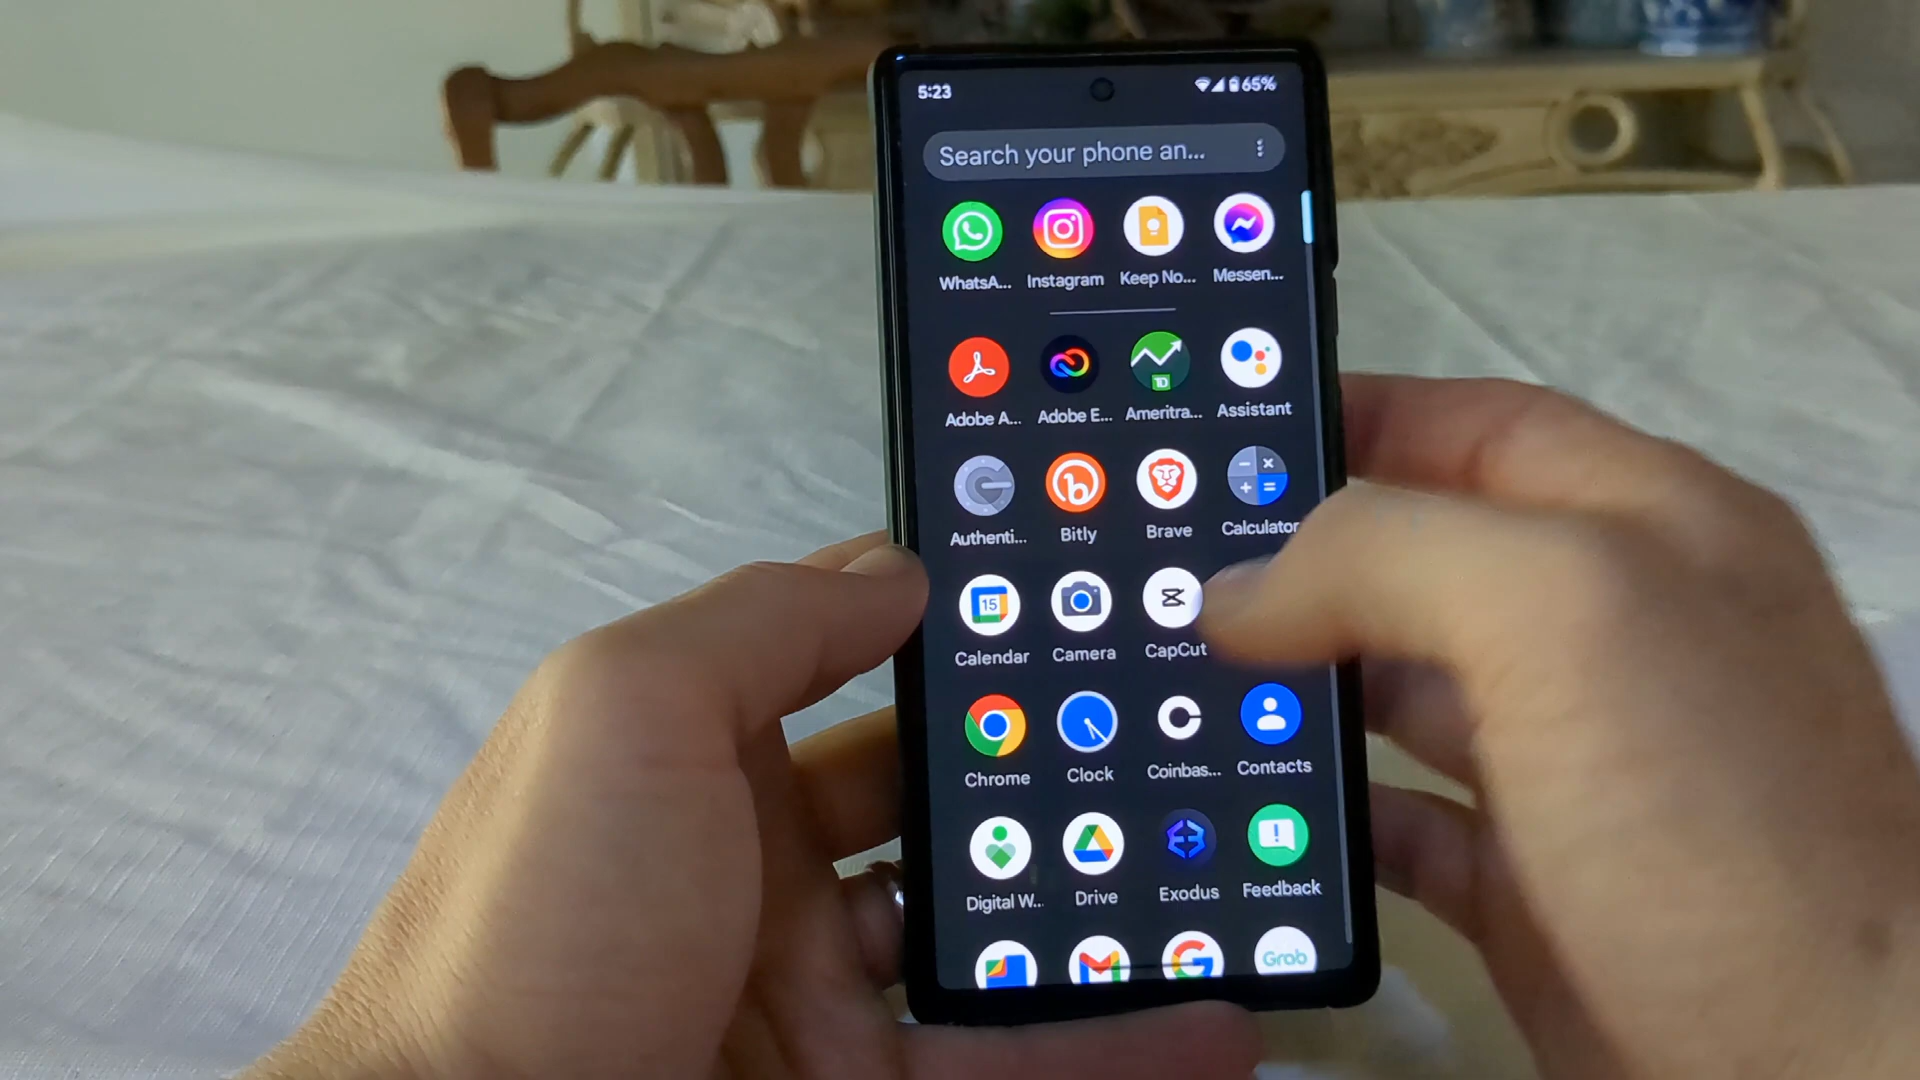 5:23 65%
Search your phone an...
WhatsA... Instagram Keep No... Messen...
TD
Adobe A... Adobe E... Ameritra... Assistant
Authenti... Bitly Brave Calculator
15
Calendar Camera CapCut
Chrome Clock Coinbas... Contacts
Digital W... Drive Exodus Feedback
Grab